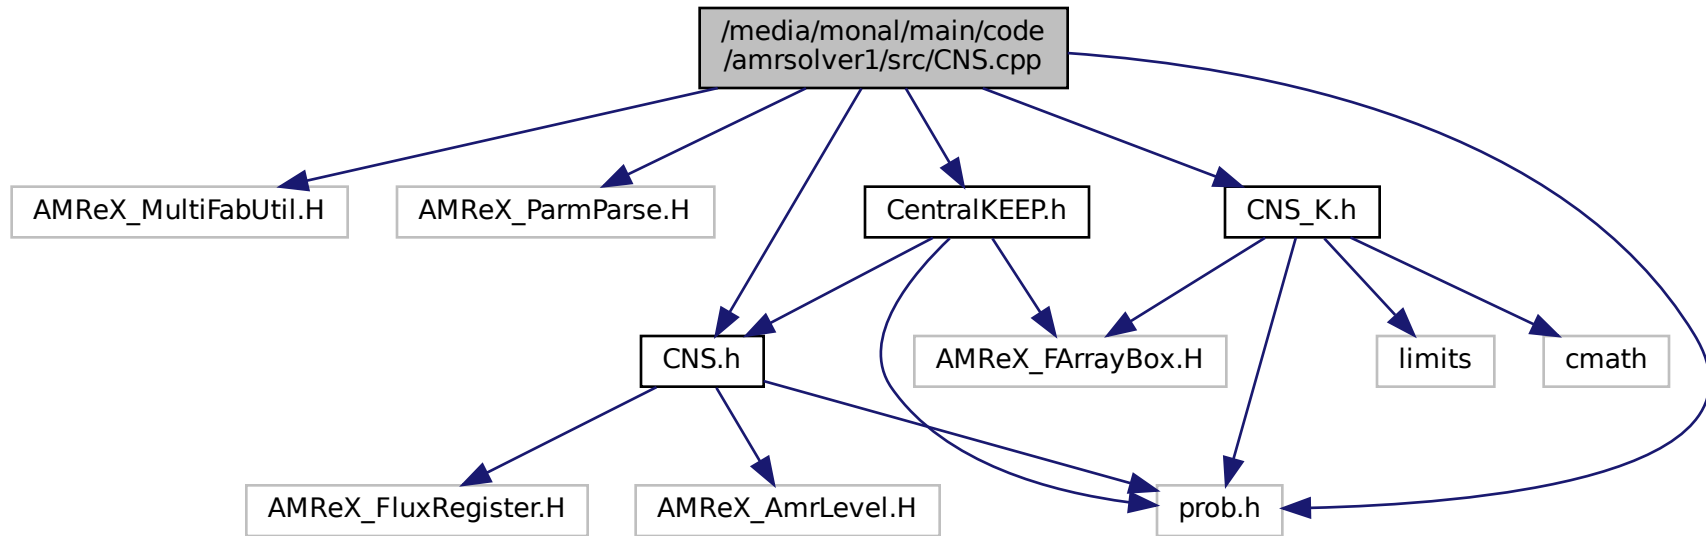 /media/monal/main/code
/amrsolver1/src/CNS.cpp
AMReX_MultiFabUtil.H
AMReX_ParmParse.H
CentralKEEP.h
CNS_K.h
CNS.h
AMReX_FArrayBox.H
limits
cmath
AMReX_FluxRegister.H
AMReX_AmrLevel.H
prob.h